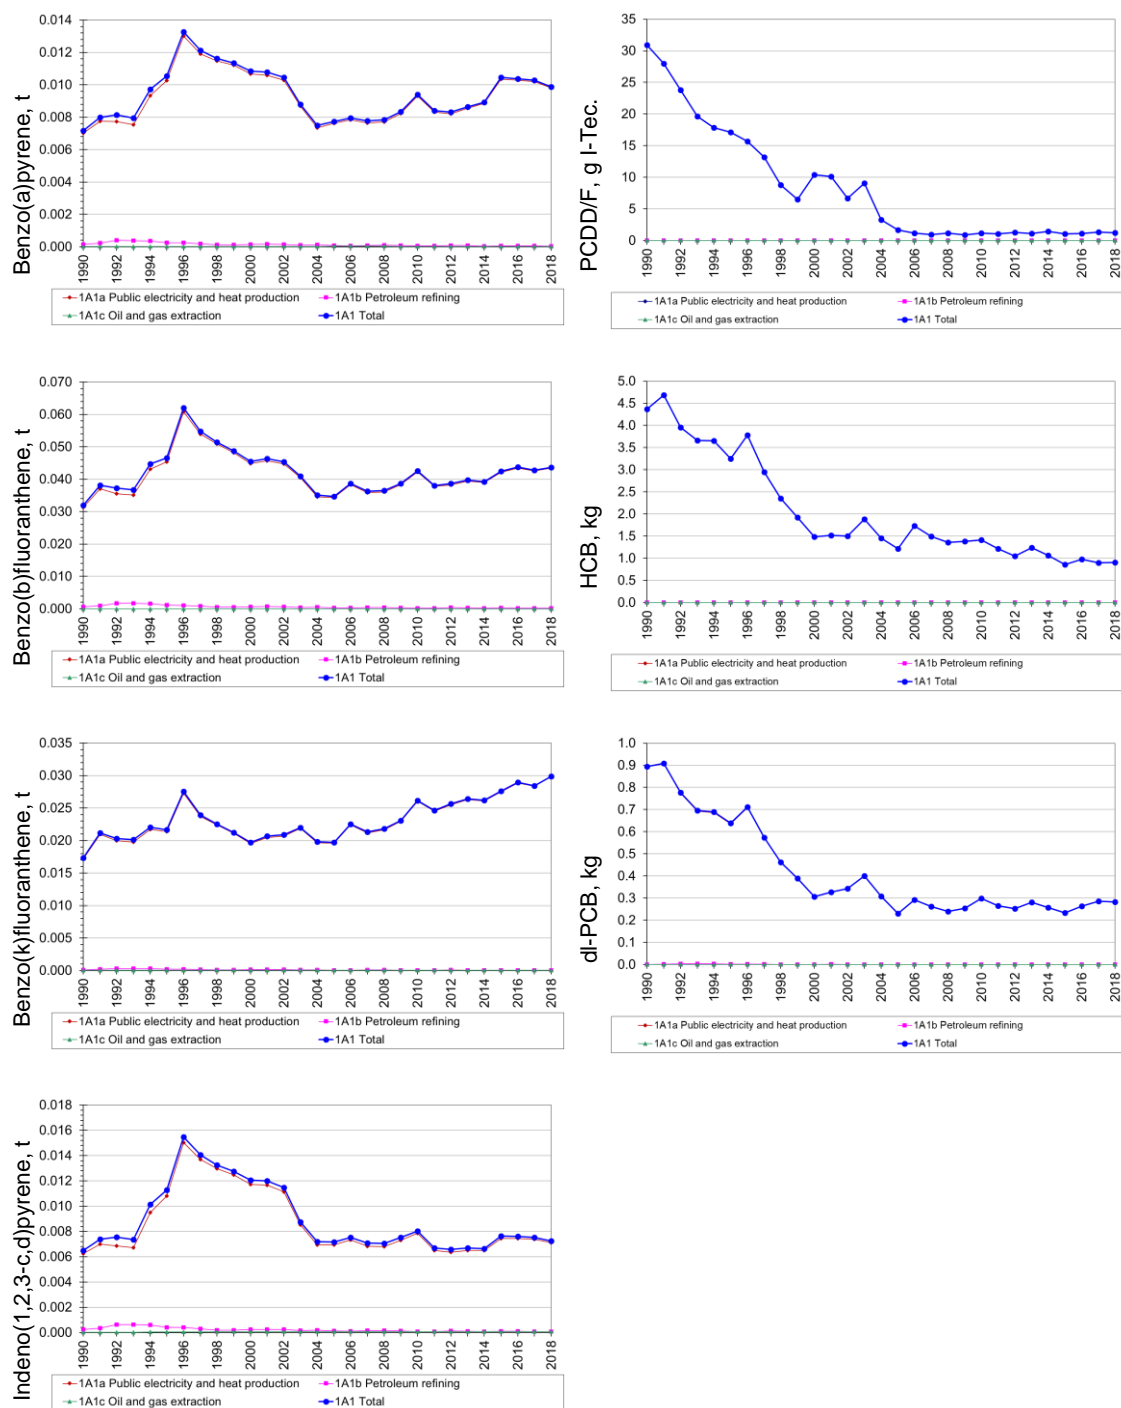 Benzo(a)pyrene, t
0.014
0.012
0.010
0.008
0.006
0.004
0.002
0.000
1990 1992 1994 1996 1998 2000 2002 2004 2006 2008 2010 2012 2014 2016 2018
1A1a Public electricity and heat production 1A1b Petroleum refining
1A1c Oil and gas extraction 1A1 Total
PCDD/F, g I-Tec.
35
30
25
20
15
10
5
0
1990 1992 1994 1996 1998 2000 2002 2004 2006 2008 2010 2012 2014 2016 2018
1A1a Public electricity and heat production 1A1b Petroleum refining
1A1c Oil and gas extraction 1A1 Total
Benzo(b)fluoranthene, t
0.070
0.060
0.050
0.040
0.030
0.020
0.010
0.000
1990 1992 1994 1996 1998 2000 2002 2004 2006 2008 2010 2012 2014 2016 2018
1A1a Public electricity and heat production 1A1b Petroleum refining
1A1c Oil and gas extraction 1A1 Total
HCB, kg
5.0
4.5
4.0
3.5
3.0
2.5
2.0
1.5
1.0
0.5
0.0
1990 1992 1994 1996 1998 2000 2002 2004 2006 2008 2010 2012 2014 2016 2018
1A1a Public electricity and heat production 1A1b Petroleum refining
1A1c Oil and gas extraction 1A1 Total
Benzo(k)fluoranthene, t
0.035
0.030
0.025
0.020
0.015
0.010
0.005
0.000
1990 1992 1994 1996 1998 2000 2002 2004 2006 2008 2010 2012 2014 2016 2018
1A1a Public electricity and heat production 1A1b Petroleum refining
1A1c Oil and gas extraction 1A1 Total
dl-PCB, kg
1.0
0.9
0.8
0.7
0.6
0.5
0.4
0.3
0.2
0.1
0.0
1990 1992 1994 1996 1998 2000 2002 2004 2006 2008 2010 2012 2014 2016 2018
1A1a Public electricity and heat production 1A1b Petroleum refining
1A1c Oil and gas extraction 1A1 Total
Indeno(1,2,3-c,d)pyrene, t
0.018
0.016
0.014
0.012
0.010
0.008
0.006
0.004
0.002
0.000
1990 1992 1994 1996 1998 2000 2002 2004 2006 2008 2010 2012 2014 2016 2018
1A1a Public electricity and heat production 1A1b Petroleum refining
1A1c Oil and gas extraction 1A1 Total